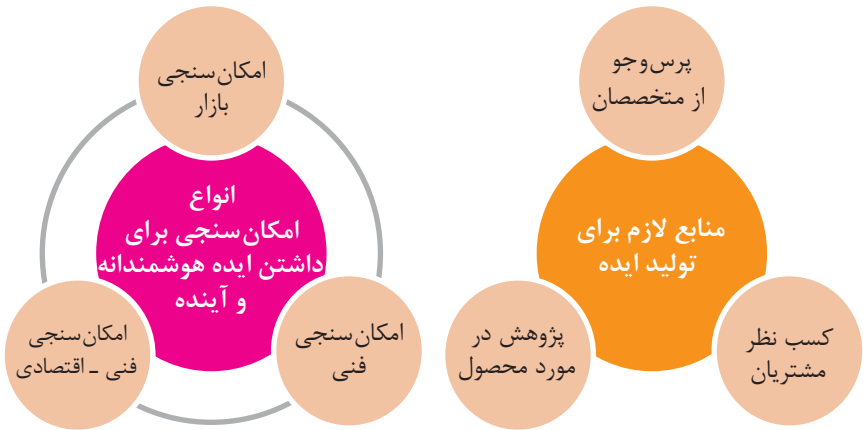 پرس‌وجو
از متخصصان
منابع لازم برای
تولید ایده
کسب نظر
مشتریان
پژوهش در
مورد محصول
امکان‌سنجی
بازار
انواع
امکان‌سنجی برای
داشتن ایده هوشمندانه
و آینده
امکان‌سنجی
فنی
امکان‌سنجی
فنی ـ اقتصادی